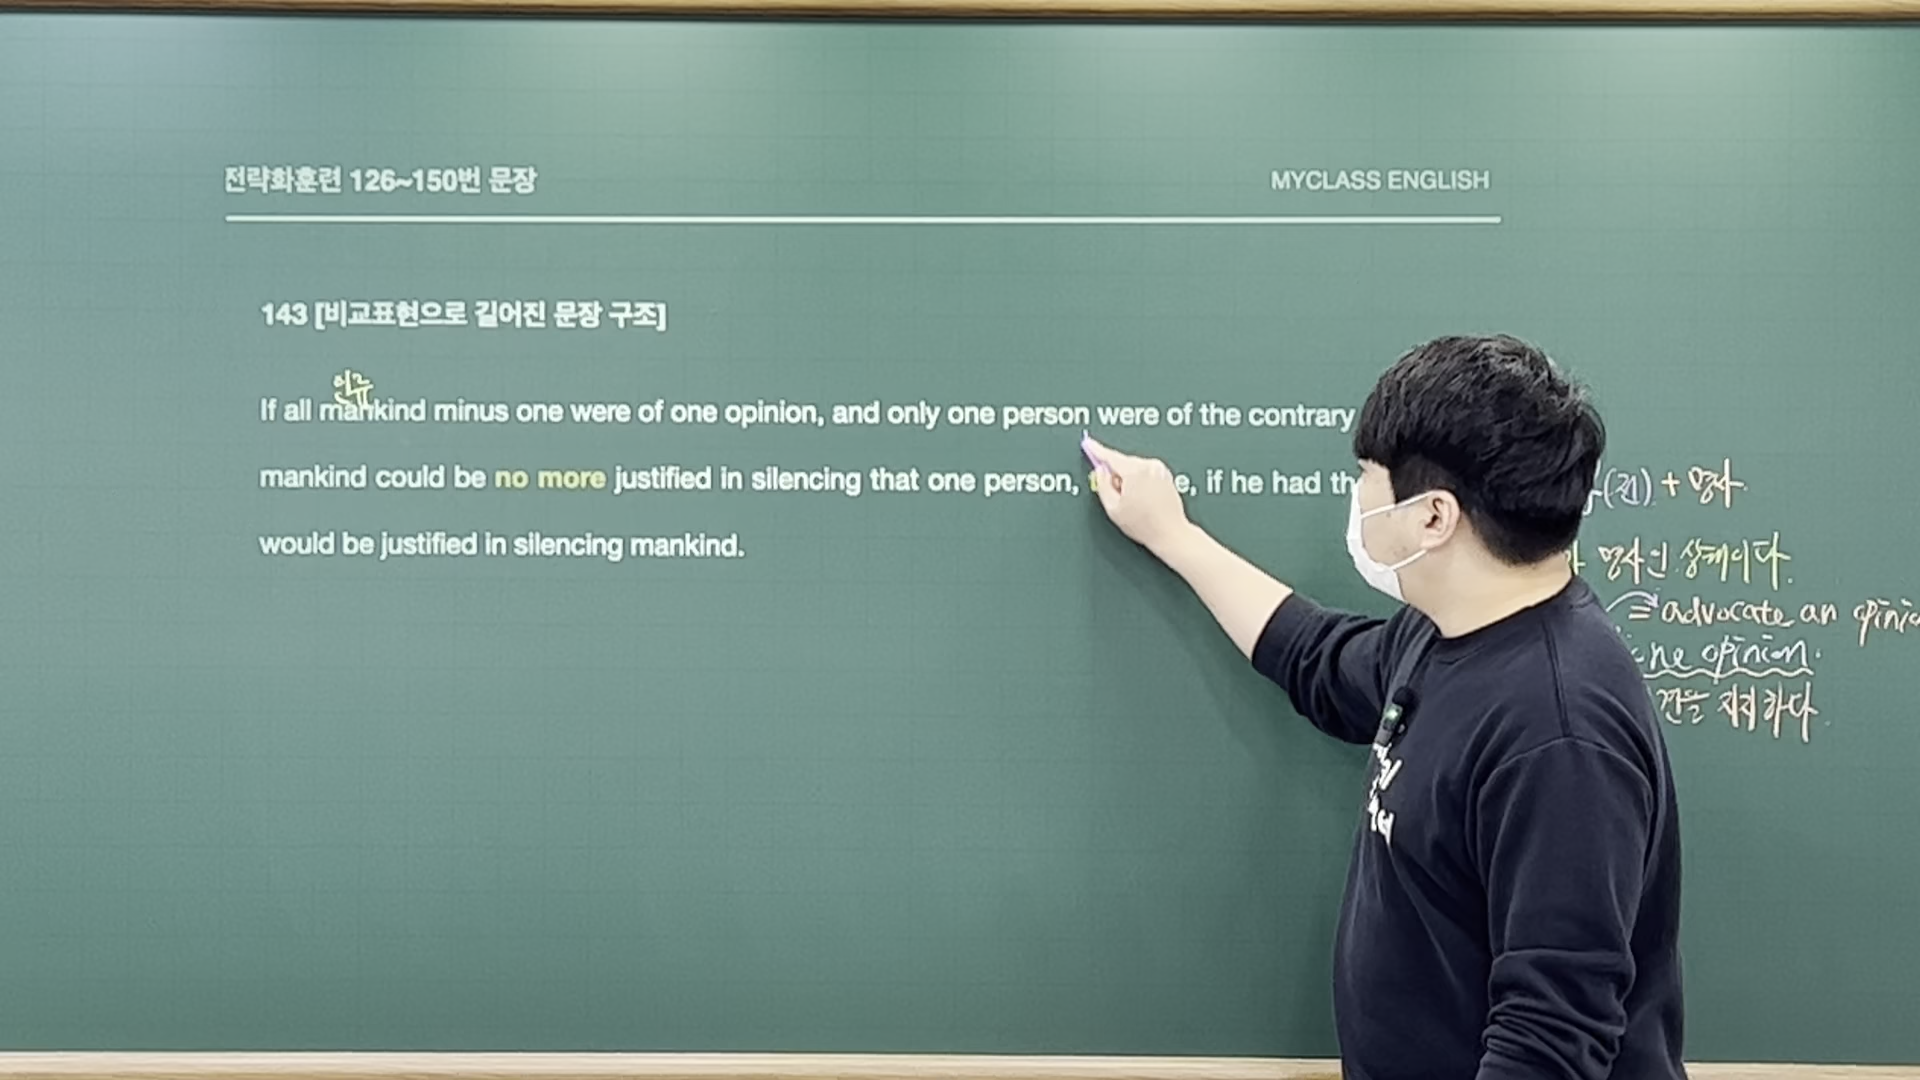 전략화훈련 126~150번 문장
MYCLASS ENGLISH
143 [비교표현으로 길어진 문장 구조]
인류
If all mankind minus one were of one opinion, and only one person were of the contrary
mankind could be no more justified in silencing that one person, if he had
would be justified in silencing mankind.
+ 명사
명사인 상태이다.
= advocate an
one opinion.
지지하다.